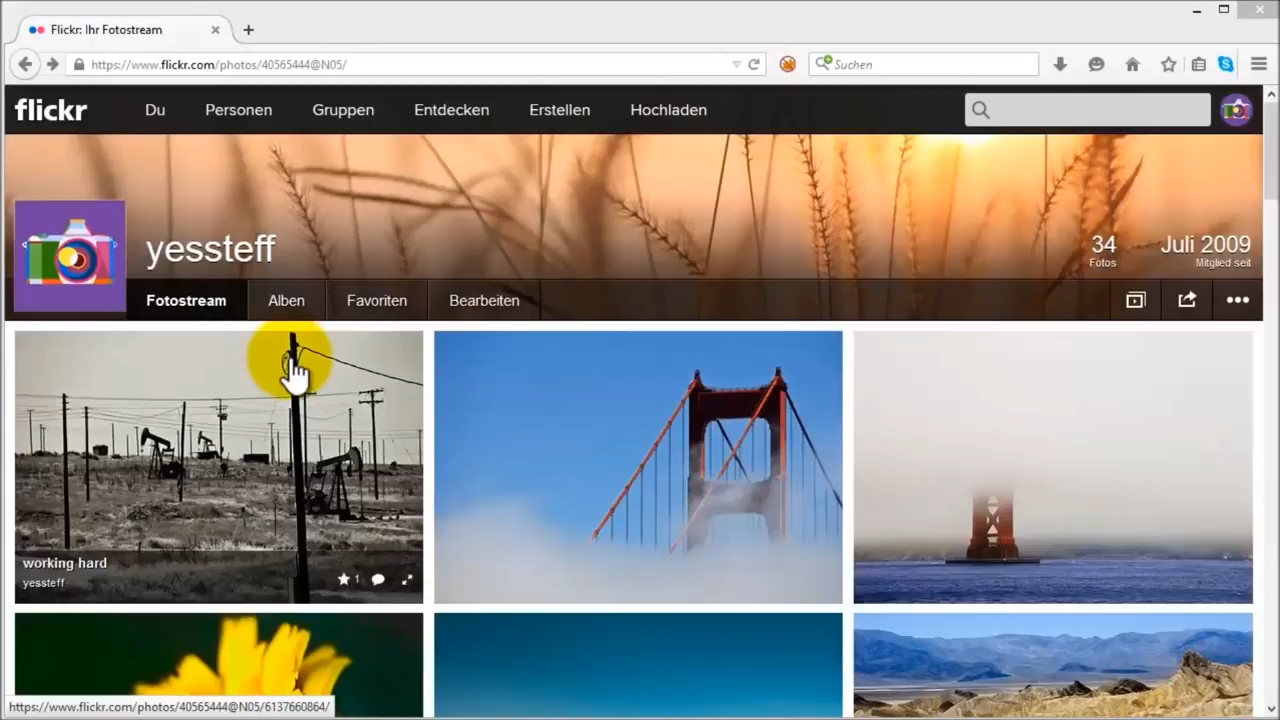 Flickr: Ihr Fotostream
https://www.flickr.com/photos/40565444@N05/
Suchen
flickr Du Personen Gruppen Entdecken Erstellen Hochladen
yessteff
34 Juli 2009
Fotos Mitglied seit
Fotostream Alben Favoriten Bearbeiten
working hard
yessteff
1
https://www.flickr.com/photos/40565444@N05/6137660864/